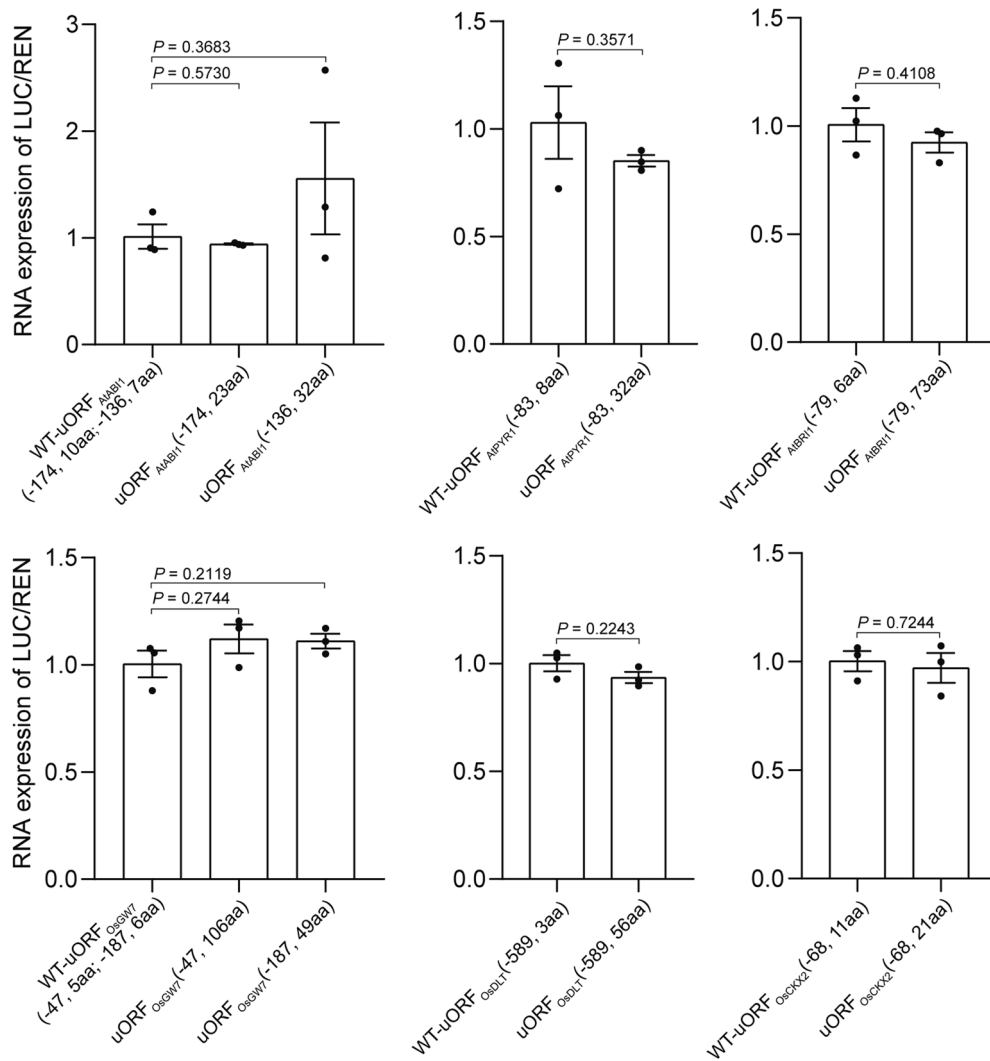 RNA expression of LUC/REN
3
2
1
0
P = 0.3683
P = 0.5730
WT-uORF AtABI1
(-174, 10aa; -136, 7aa)
uORF AtABI1 (-174, 23aa)
uORF AtABI1 (-136, 32aa)
1.5
1.0
0.5
0.0
P = 0.3571
WT-uORF AtPYR1 (-83, 8aa)
uORF AtPYR1 (-83, 32aa)
1.5
1.0
0.5
0.0
P = 0.4108
WT-uORF AtBRI1 (-79, 6aa)
uORF AtBRI1 (-79, 73aa)
RNA expression of LUC/REN
1.5
1.0
0.5
0.0
P = 0.2119
P = 0.2744
WT-uORF OsGW7
(-47, 5aa; -187, 6aa)
uORF OsGW7 (-47, 106aa)
uORF OsGW7 (-187, 49aa)
1.5
1.0
0.5
0.0
P = 0.2243
WT-uORF OsDLT (-589, 3aa)
uORF OsDLT (-589, 56aa)
1.5
1.0
0.5
0.0
P = 0.7244
WT-uORF OsCKX2 (-68, 11aa)
uORF OsCKX2 (-68, 21aa)